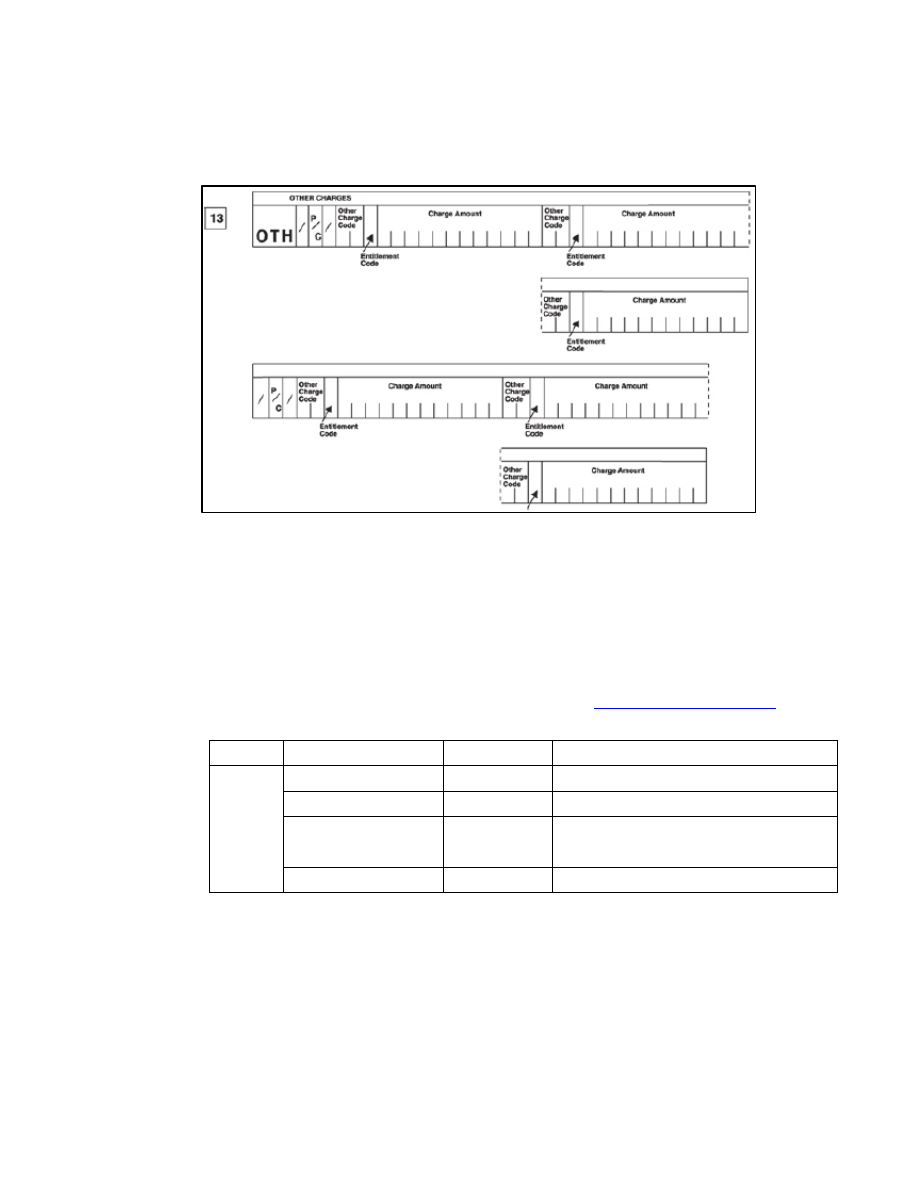 OTHER CHARGES
13
OTH / P/C / Other Charge Code Charge Amount Other Charge Code Charge Amount
Entitlement Code Entitlement Code
Other Charge Code Charge Amount
Entitlement Code
/ P/C / Other Charge Code Charge Amount Other Charge Code Charge Amount
Entitlement Code Entitlement Code
Other Charge Code Charge Amount